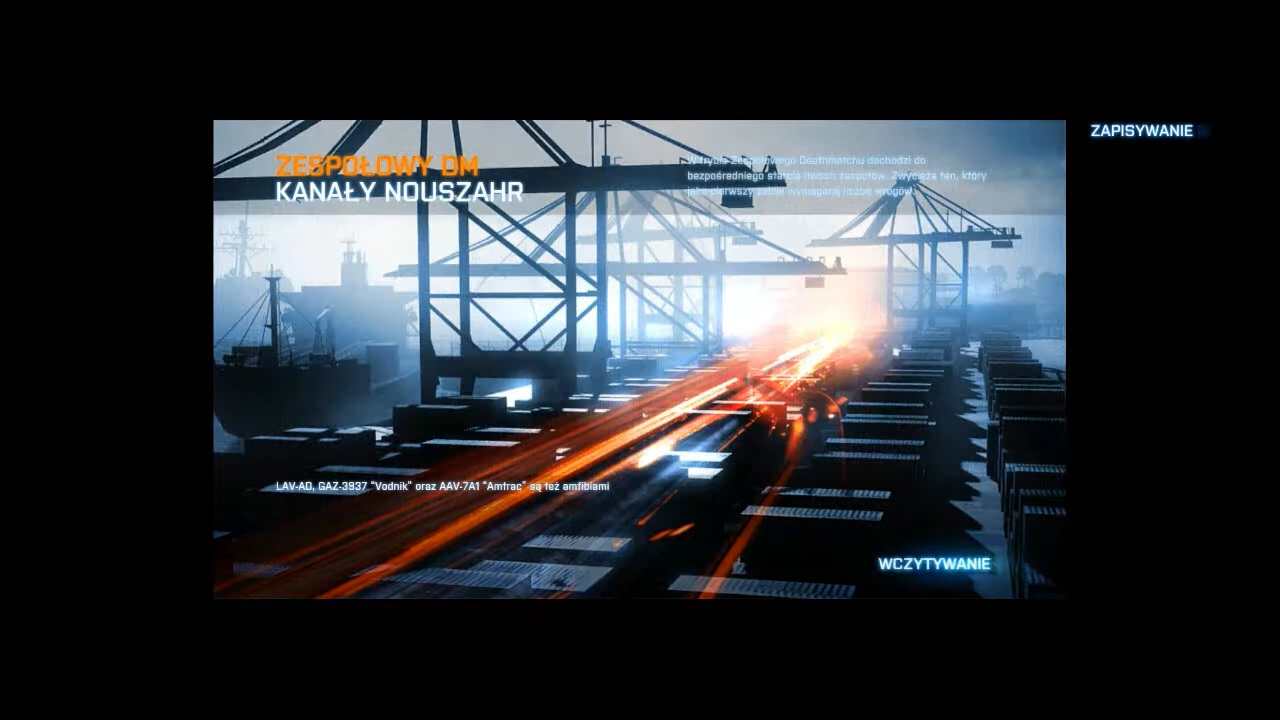 ZESPOŁOWY DM
KANAŁY NOUSZAHR
W trybie Zespołowego Deathmatchu dochodzi do
bezpośredniego starcia dwóch zespołów. Zwycięża ten, który
jako pierwszy zabije wymaganą liczbę wrogów.
ZAPISYWANIE
LAV-AD, GAZ-3937 "Vodnik" oraz AAV-7A1 "Amtrac" są też amfibiami
WCZYTYWANIE